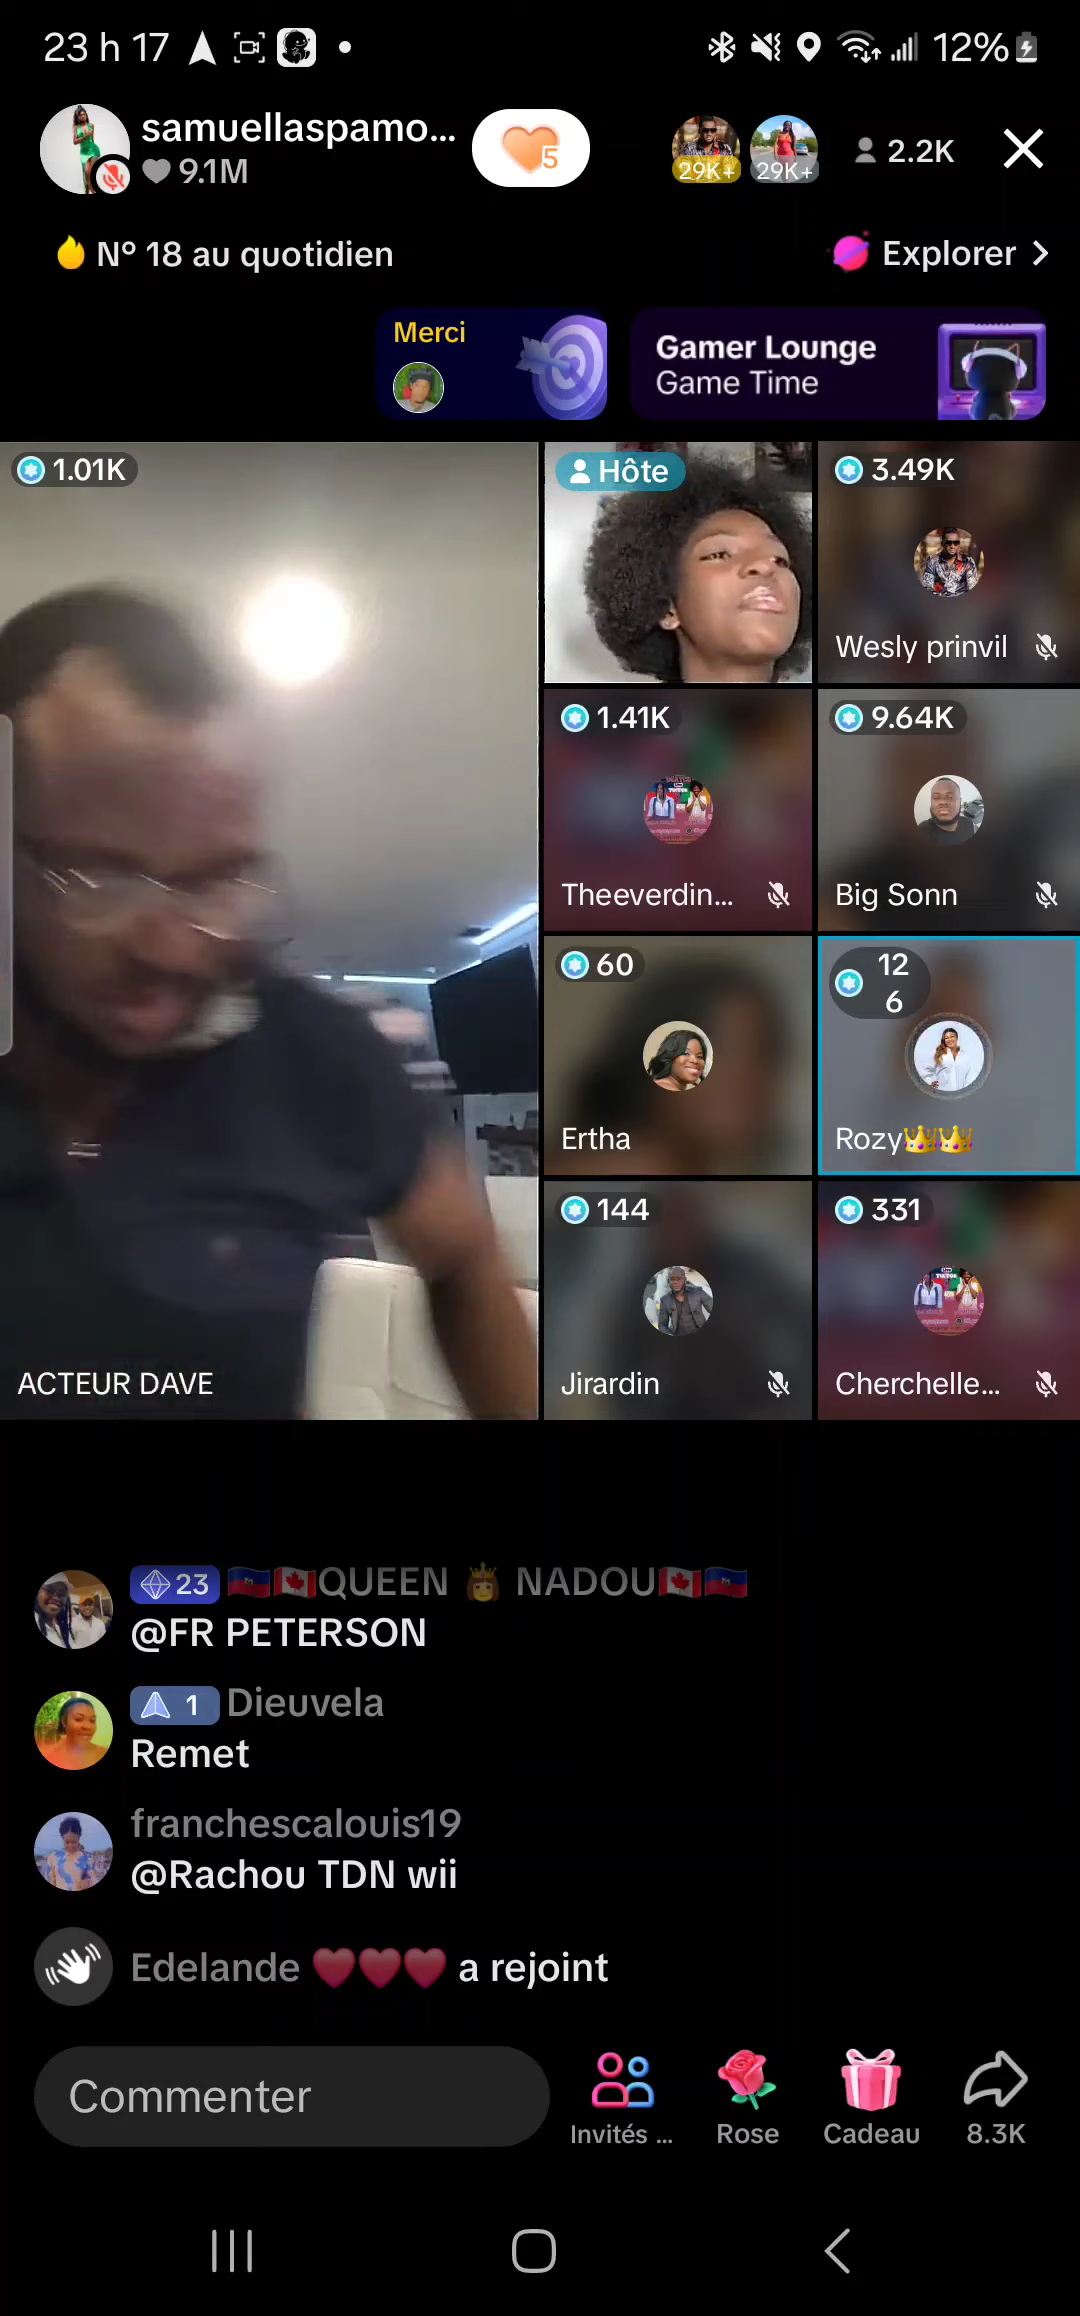 23 h 17
12%
samuellaspamo...
9.1M
5
29K+
29K+
2.2K
N° 18 au quotidien
Explorer
Merci
Gamer Lounge
Game Time
1.01K
ACTEUR DAVE
Hôte
3.49K
Wesly prinvil
1.41K
Theeverdin...
9.64K
Big Sonn
60
Ertha
12
6
Rozy👑👑
144
Jirardin
331
Cherchelle...
23 🇭🇹🇨🇦QUEEN 👸 NADOU🇨🇦🇭🇹
@FR PETERSON
1 Dieuvela
Remet
franchescalouis19
@Rachou TDN wii
Edelande ❤️❤️❤️ a rejoint
Commenter
Invités ...
Rose
Cadeau
8.3K